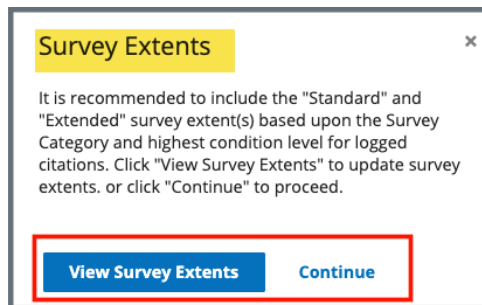 Survey Extents
×
It is recommended to include the "Standard" and
"Extended" survey extent(s) based upon the Survey
Category and highest condition level for logged
citations. Click "View Survey Extents" to update survey
extents. or click "Continue" to proceed.
View Survey Extents Continue